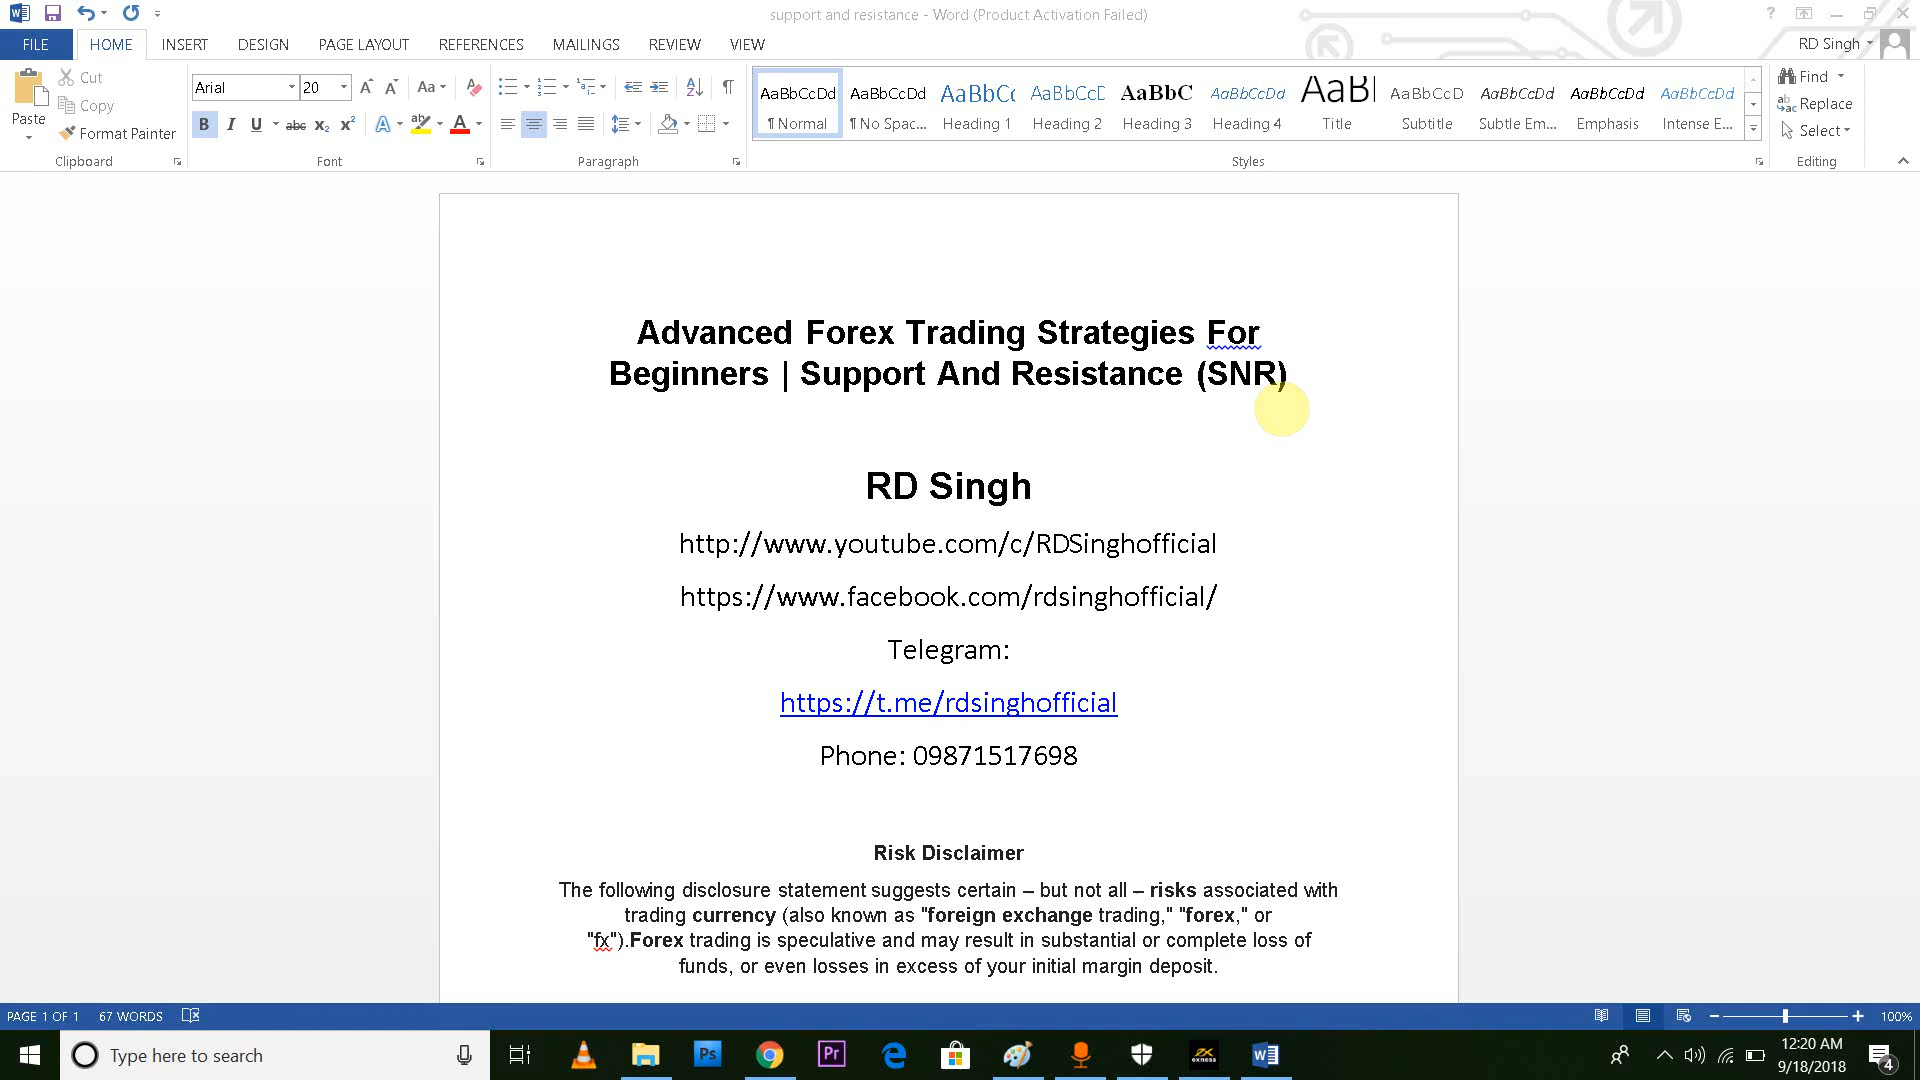 support and resistance - Word (Product Activation Failed)
FILE HOME INSERT DESIGN PAGE LAYOUT REFERENCES MAILINGS REVIEW VIEW
RD Singh
Paste
Cut
Copy
Format Painter
Clipboard
Arial 20
Font
Paragraph
AaBbCcDd AaBbCcDd AaBbCc AaBbCcD AaBbC AaBbCcDd AaBl AaBbCcD AaBbCcDd AaBbCcDd AaBbCcDd
¶ Normal ¶ No Spac... Heading 1 Heading 2 Heading 3 Heading 4 Title Subtitle Subtle Em... Emphasis Intense E...
Styles
Find
Replace
Select
Editing
Advanced Forex Trading Strategies For
Beginners | Support And Resistance (SNR)
RD Singh
http://www.youtube.com/c/RDSinghofficial
https://www.facebook.com/rdsinghofficial/
Telegram:
https://t.me/rdsinghofficial
Phone: 09871517698
Risk Disclaimer
The following disclosure statement suggests certain – but not all – risks associated with
trading currency (also known as "foreign exchange trading," "forex," or
"fx").Forex trading is speculative and may result in substantial or complete loss of
funds, or even losses in excess of your initial margin deposit.
PAGE 1 OF 1 67 WORDS
100%
Type here to search
12:20 AM
9/18/2018
4